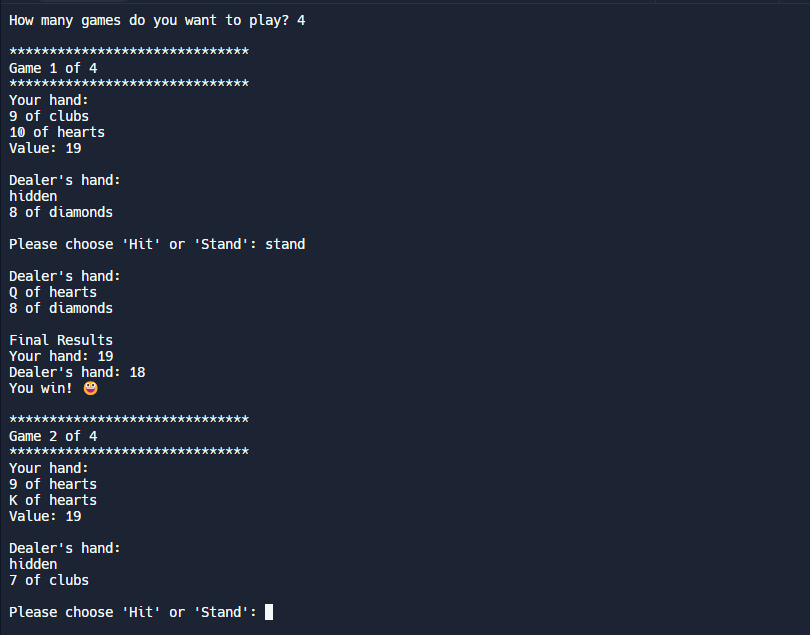 How many games do you want to play? 4
******************************
Game 1 of 4
******************************
Your hand:
9 of clubs
10 of hearts
Value: 19
Dealer's hand:
hidden
8 of diamonds
Please choose 'Hit' or 'Stand': stand
Dealer's hand:
Q of hearts
8 of diamonds
Final Results
Your hand: 19
Dealer's hand: 18
You win! 😀
******************************
Game 2 of 4
******************************
Your hand:
9 of hearts
K of hearts
Value: 19
Dealer's hand:
hidden
7 of clubs
Please choose 'Hit' or 'Stand':